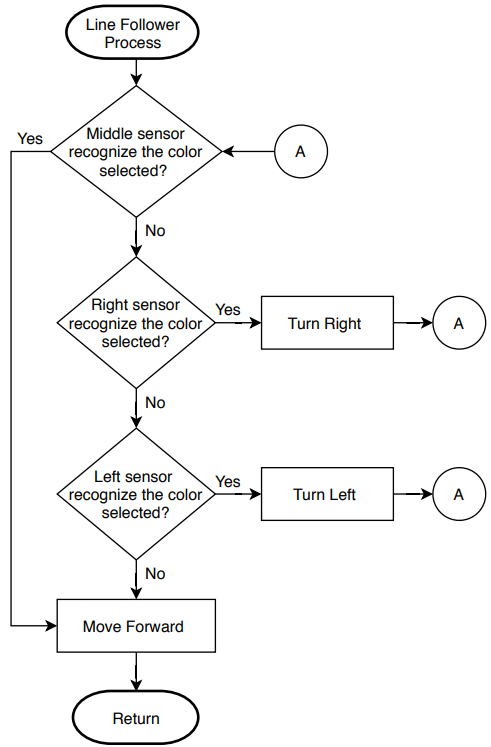 Line Follower
Process
Yes
Middle sensor
recognize the color
selected?
A
No
Right sensor
recognize the color
selected?
Yes
Turn Right
A
No
Left sensor
recognize the color
selected?
Yes
Turn Left
A
No
Move Forward
Return